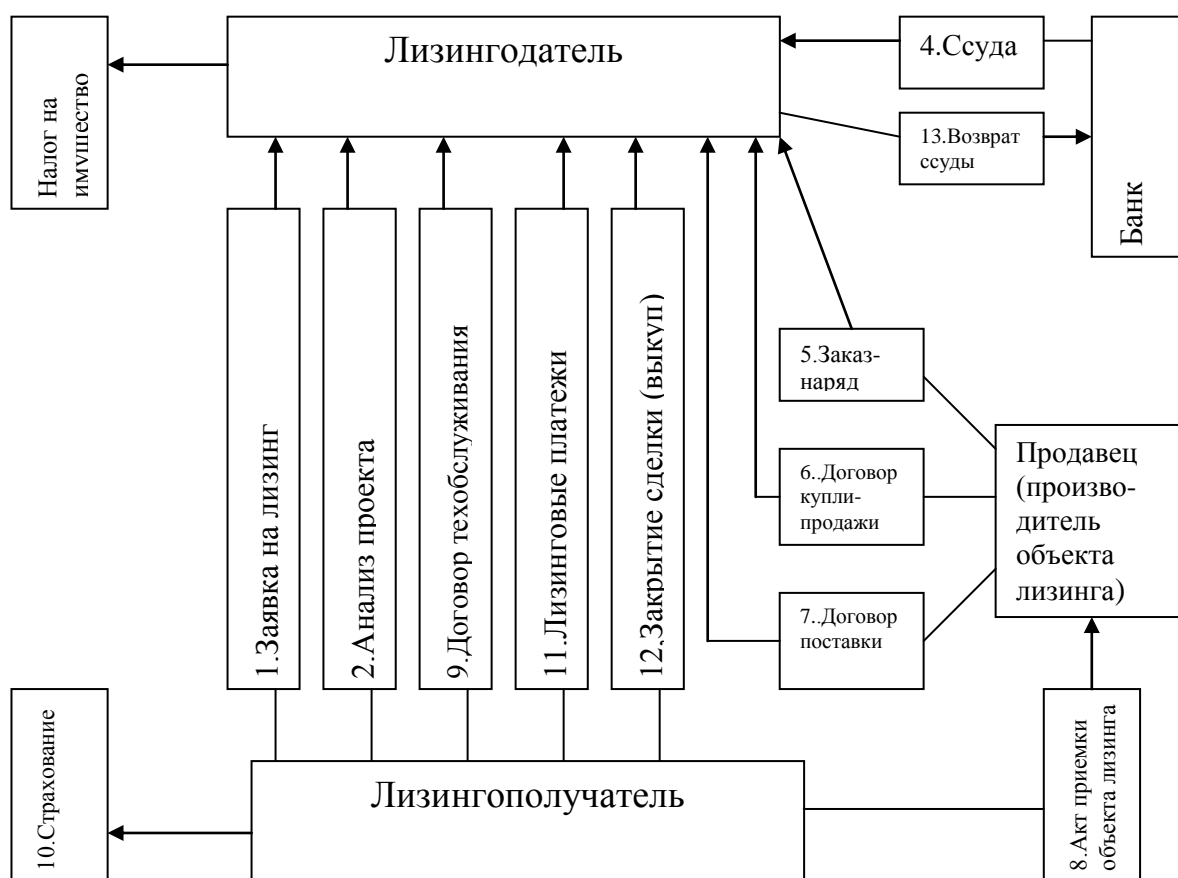 Лизингодатель
4.Ссуда
13.Возврат
ссуды
Банк
Налог на
имущество
1.Заявка на лизинг
2.Анализ проекта
9.Договор техобслуживания
11.Лизинговые платежи
12.Закрытие сделки (выкуп)
5.Заказ-
наряд
6..Договор
купли-
продажи
7..Договор
поставки
Продавец
(произво-
дитель
объекта
лизинга)
10.Страхование
Лизингополучатель
8.Акт приемки
объекта лизинга